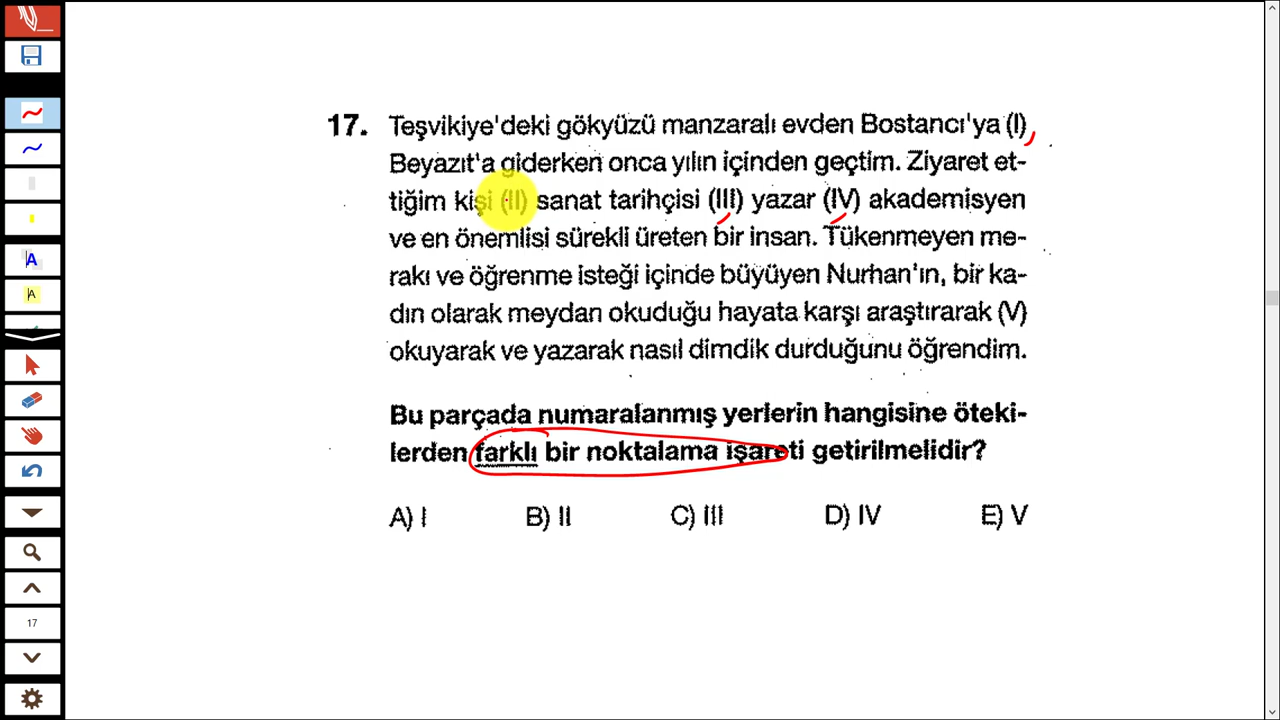 17. Teşvikiye'deki gökyüzü manzaralı evden Bostancı'ya (I),
Beyazıt'a giderken onca yılın içinden geçtim. Ziyaret et-
tiğim kişi (II) sanat tarihçisi (III) yazar (IV) akademisyen
ve en önemlisi sürekli üreten bir insan. Tükenmeyen me-
rakı ve öğrenme isteği içinde büyüyen Nurhan'ın, bir ka-
dın olarak meydan okuduğu hayata karşı araştırarak (V)
okuyarak ve yazarak nasıl dimdik durduğunu öğrendim.
Bu parçada numaralanmış yerlerin hangisine öteki-
lerden farklı bir noktalama işareti getirilmelidir?
A) I B) II C) III D) IV E) V
A
A
17